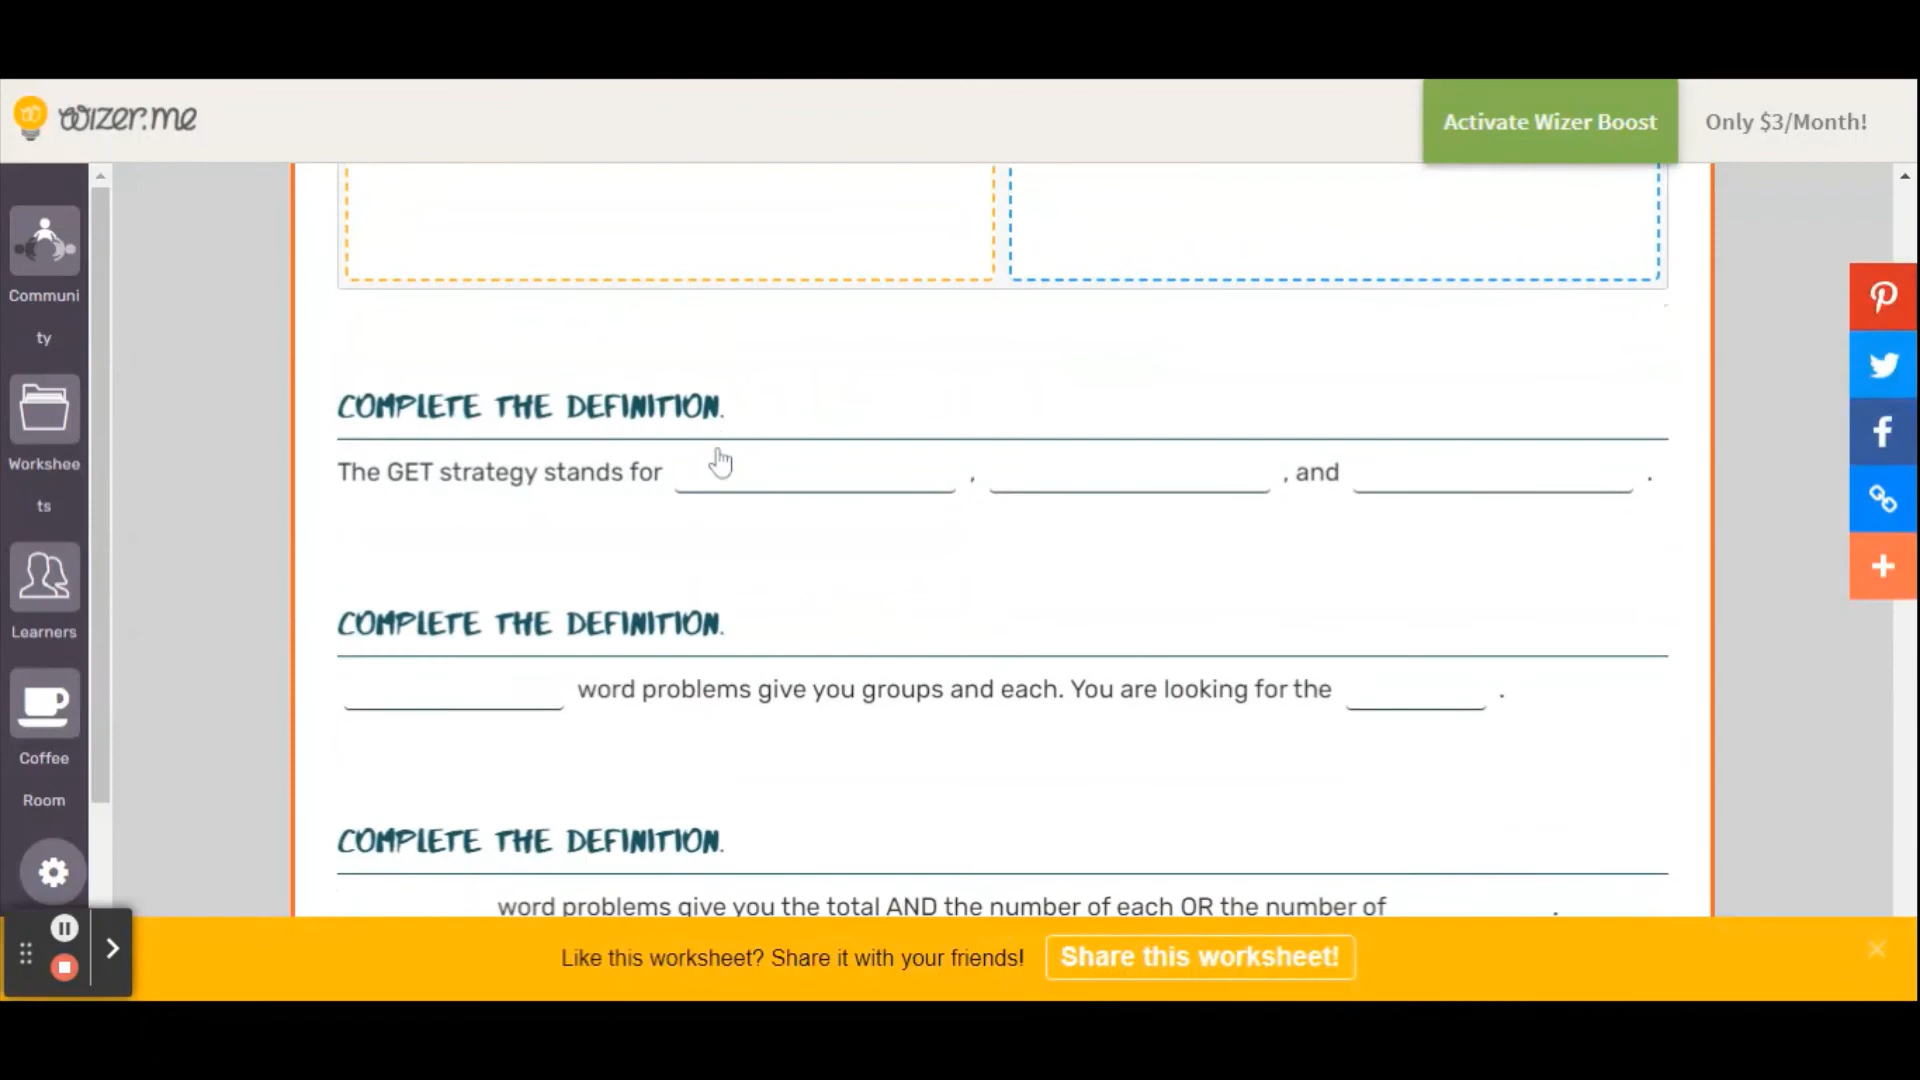 wizer.me
Activate Wizer Boost
Only $3/Month!
Communi
ty
Workshee
ts
Learners
Coffee
Room
COMPLETE THE DEFINITION.
The GET strategy stands for , , and .
COMPLETE THE DEFINITION.
word problems give you groups and each. You are looking for the .
COMPLETE THE DEFINITION.
word problems give you the total AND the number of each OR the number of .
Like this worksheet? Share it with your friends!
Share this worksheet!